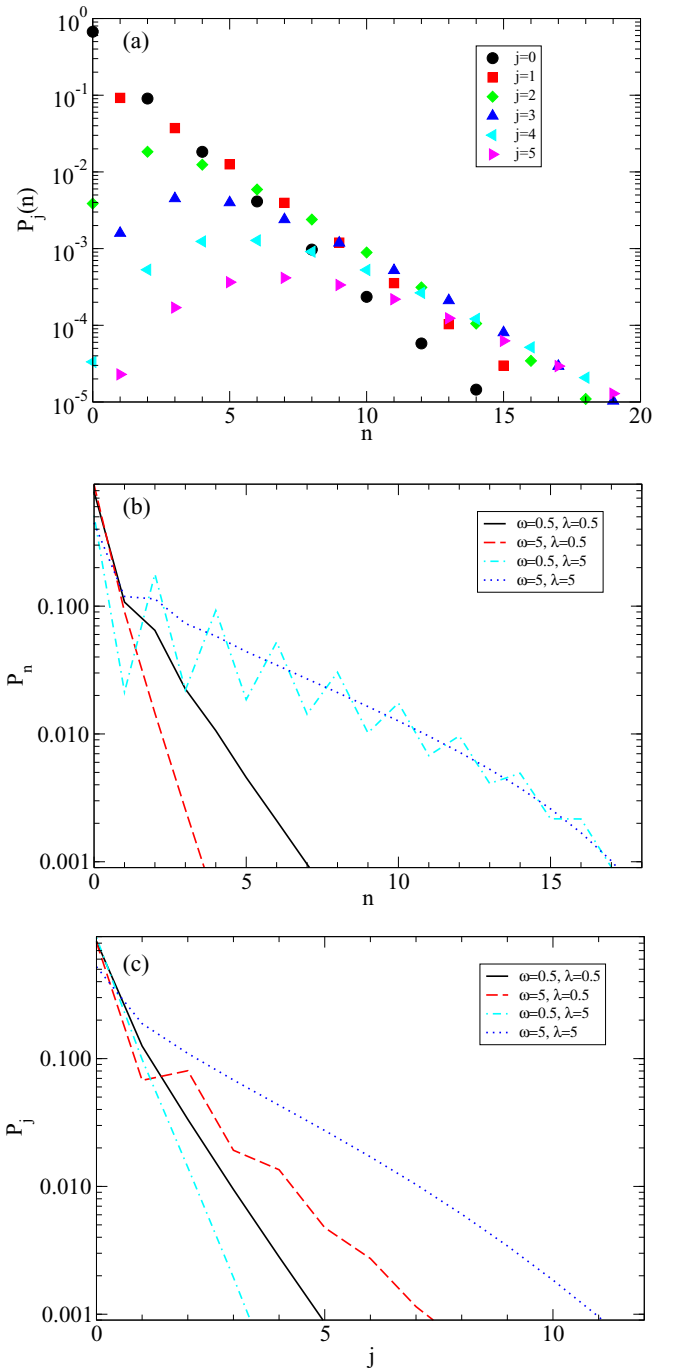 (a)
j=0
j=1
j=2
j=3
j=4
j=5
10^0
10^-1
10^-2
10^-3
10^-4
10^-5
P_j(n)
0 5 10 15 20
n
(b)
ω=0.5, λ=0.5
ω=5, λ=0.5
ω=0.5, λ=5
ω=5, λ=5
0.100
0.010
0.001
P_n
0 5 10 15
n
(c)
ω=0.5, λ=0.5
ω=5, λ=0.5
ω=0.5, λ=5
ω=5, λ=5
0.100
0.010
0.001
P_j
0 5 10
j